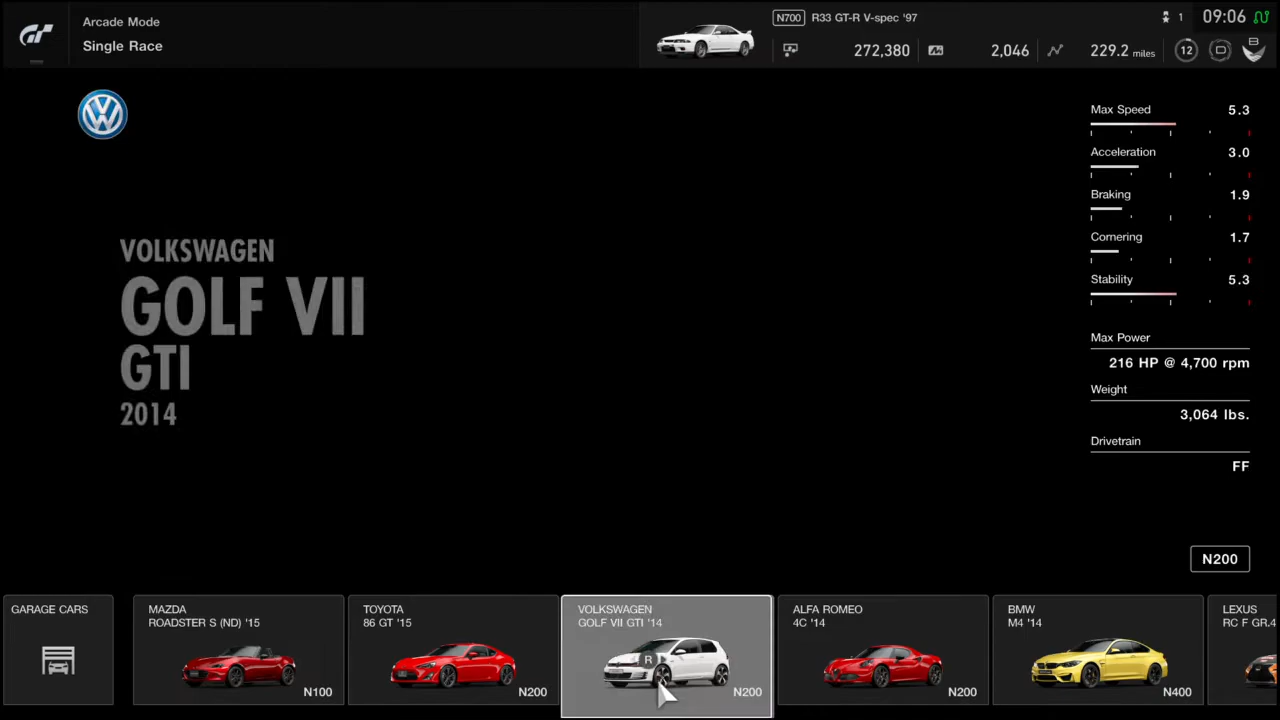 Arcade Mode
Single Race
N700 R33 GT-R V-spec '97
1 09:06
272,380 2,046 229.2 miles 12 D B
VOLKSWAGEN
GOLF VII
GTI
2014
Max Speed 5.3
Acceleration 3.0
Braking 1.9
Cornering 1.7
Stability 5.3
Max Power
216 HP @ 4,700 rpm
Weight
3,064 lbs.
Drivetrain
FF
N200
GARAGE CARS
MAZDA
ROADSTER S (ND) '15
N100
TOYOTA
86 GT '15
N200
VOLKSWAGEN
GOLF VII GTI '14
R
N200
ALFA ROMEO
4C '14
N200
BMW
M4 '14
N400
LEXUS
RC F GR.4